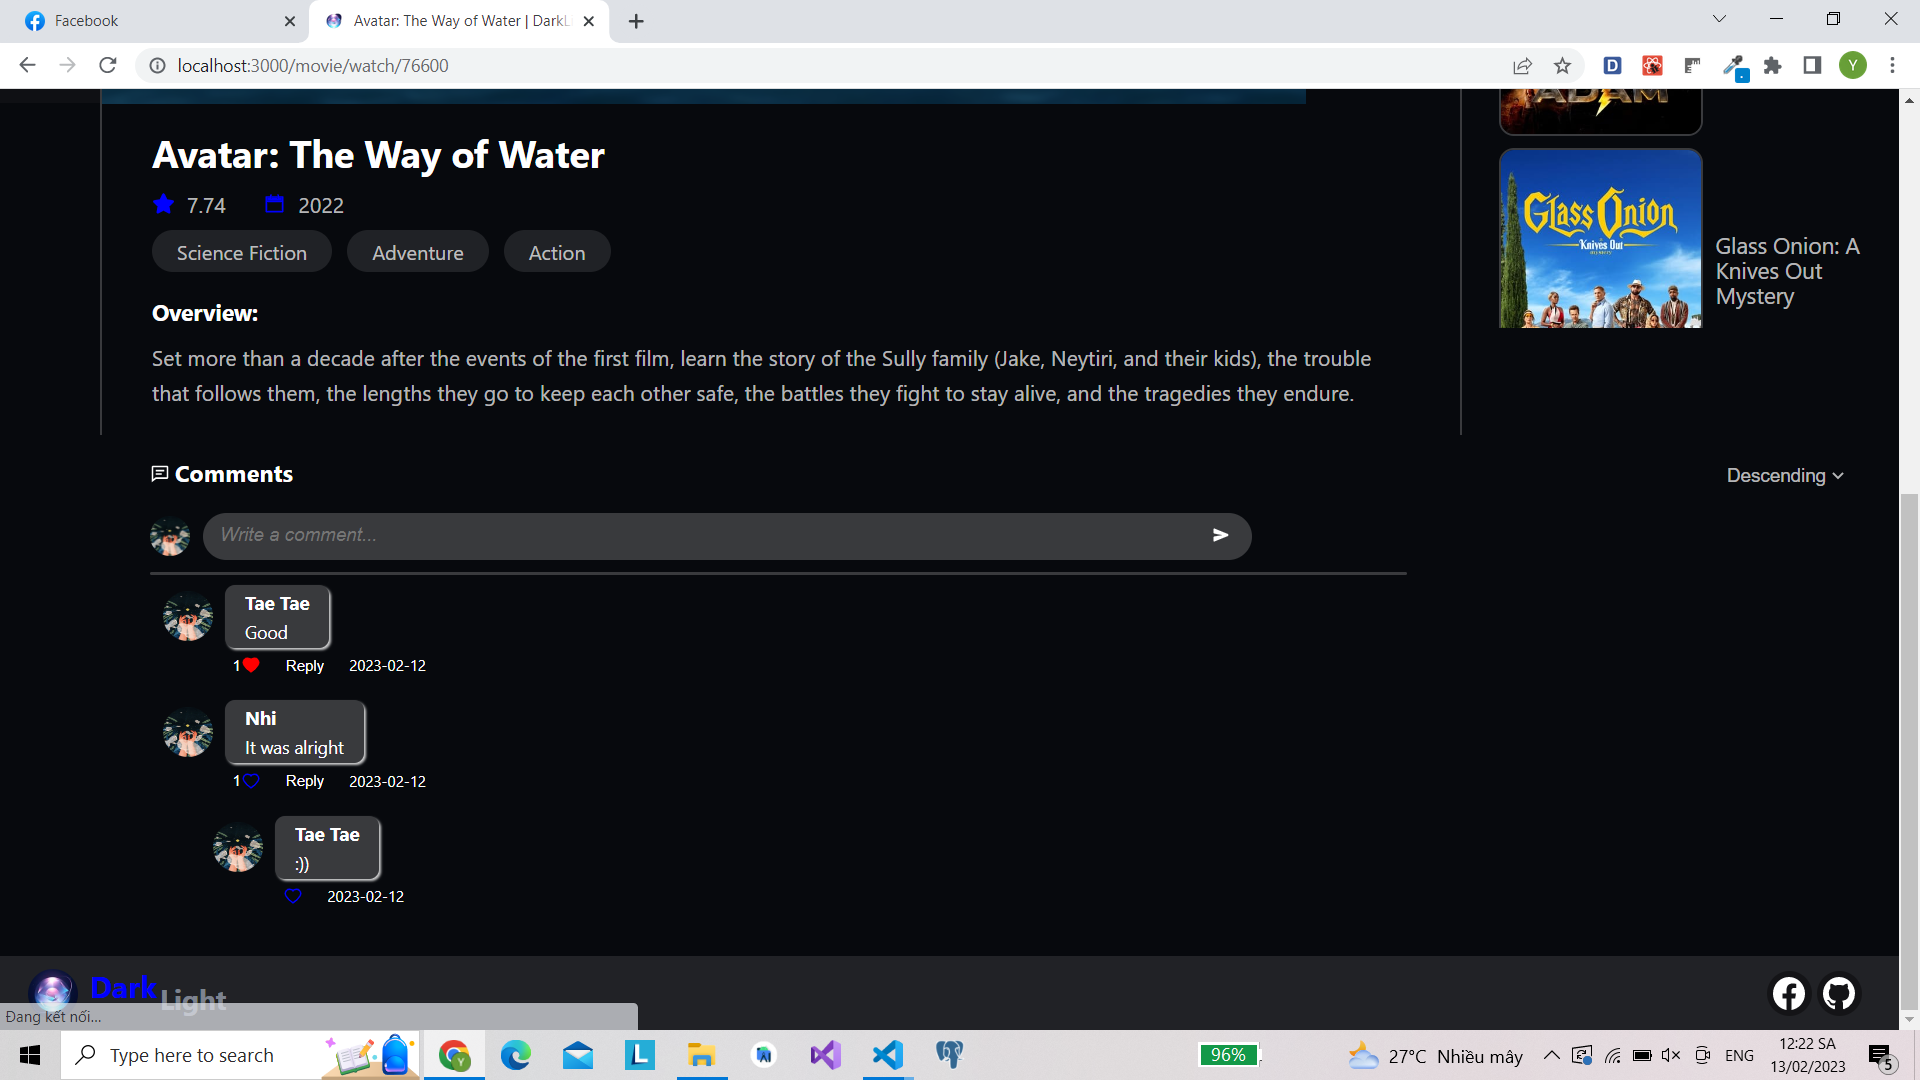 Facebook
Avatar: The Way of Water | DarkL
localhost:3000/movie/watch/76600
D
Y
ADAM
Avatar: The Way of Water
7.74 2022
Science Fiction Adventure Action
Overview:
Set more than a decade after the events of the first film, learn the story of the Sully family (Jake, Neytiri, and their kids), the trouble
that follows them, the lengths they go to keep each other safe, the battles they fight to stay alive, and the tragedies they endure.
Glass Onion
Knives Out
MYSTERY
Glass Onion: A
Knives Out
Mystery
Comments
Descending
Write a comment...
Tae Tae
Good
1 Reply 2023-02-12
Nhi
It was alright
1 Reply 2023-02-12
Tae Tae
:))
2023-02-12
Dark
Light
Đang kết nối...
Type here to search
Y
L
96%
27°C Nhiều mây
ENG
12:22 SA
13/02/2023
5